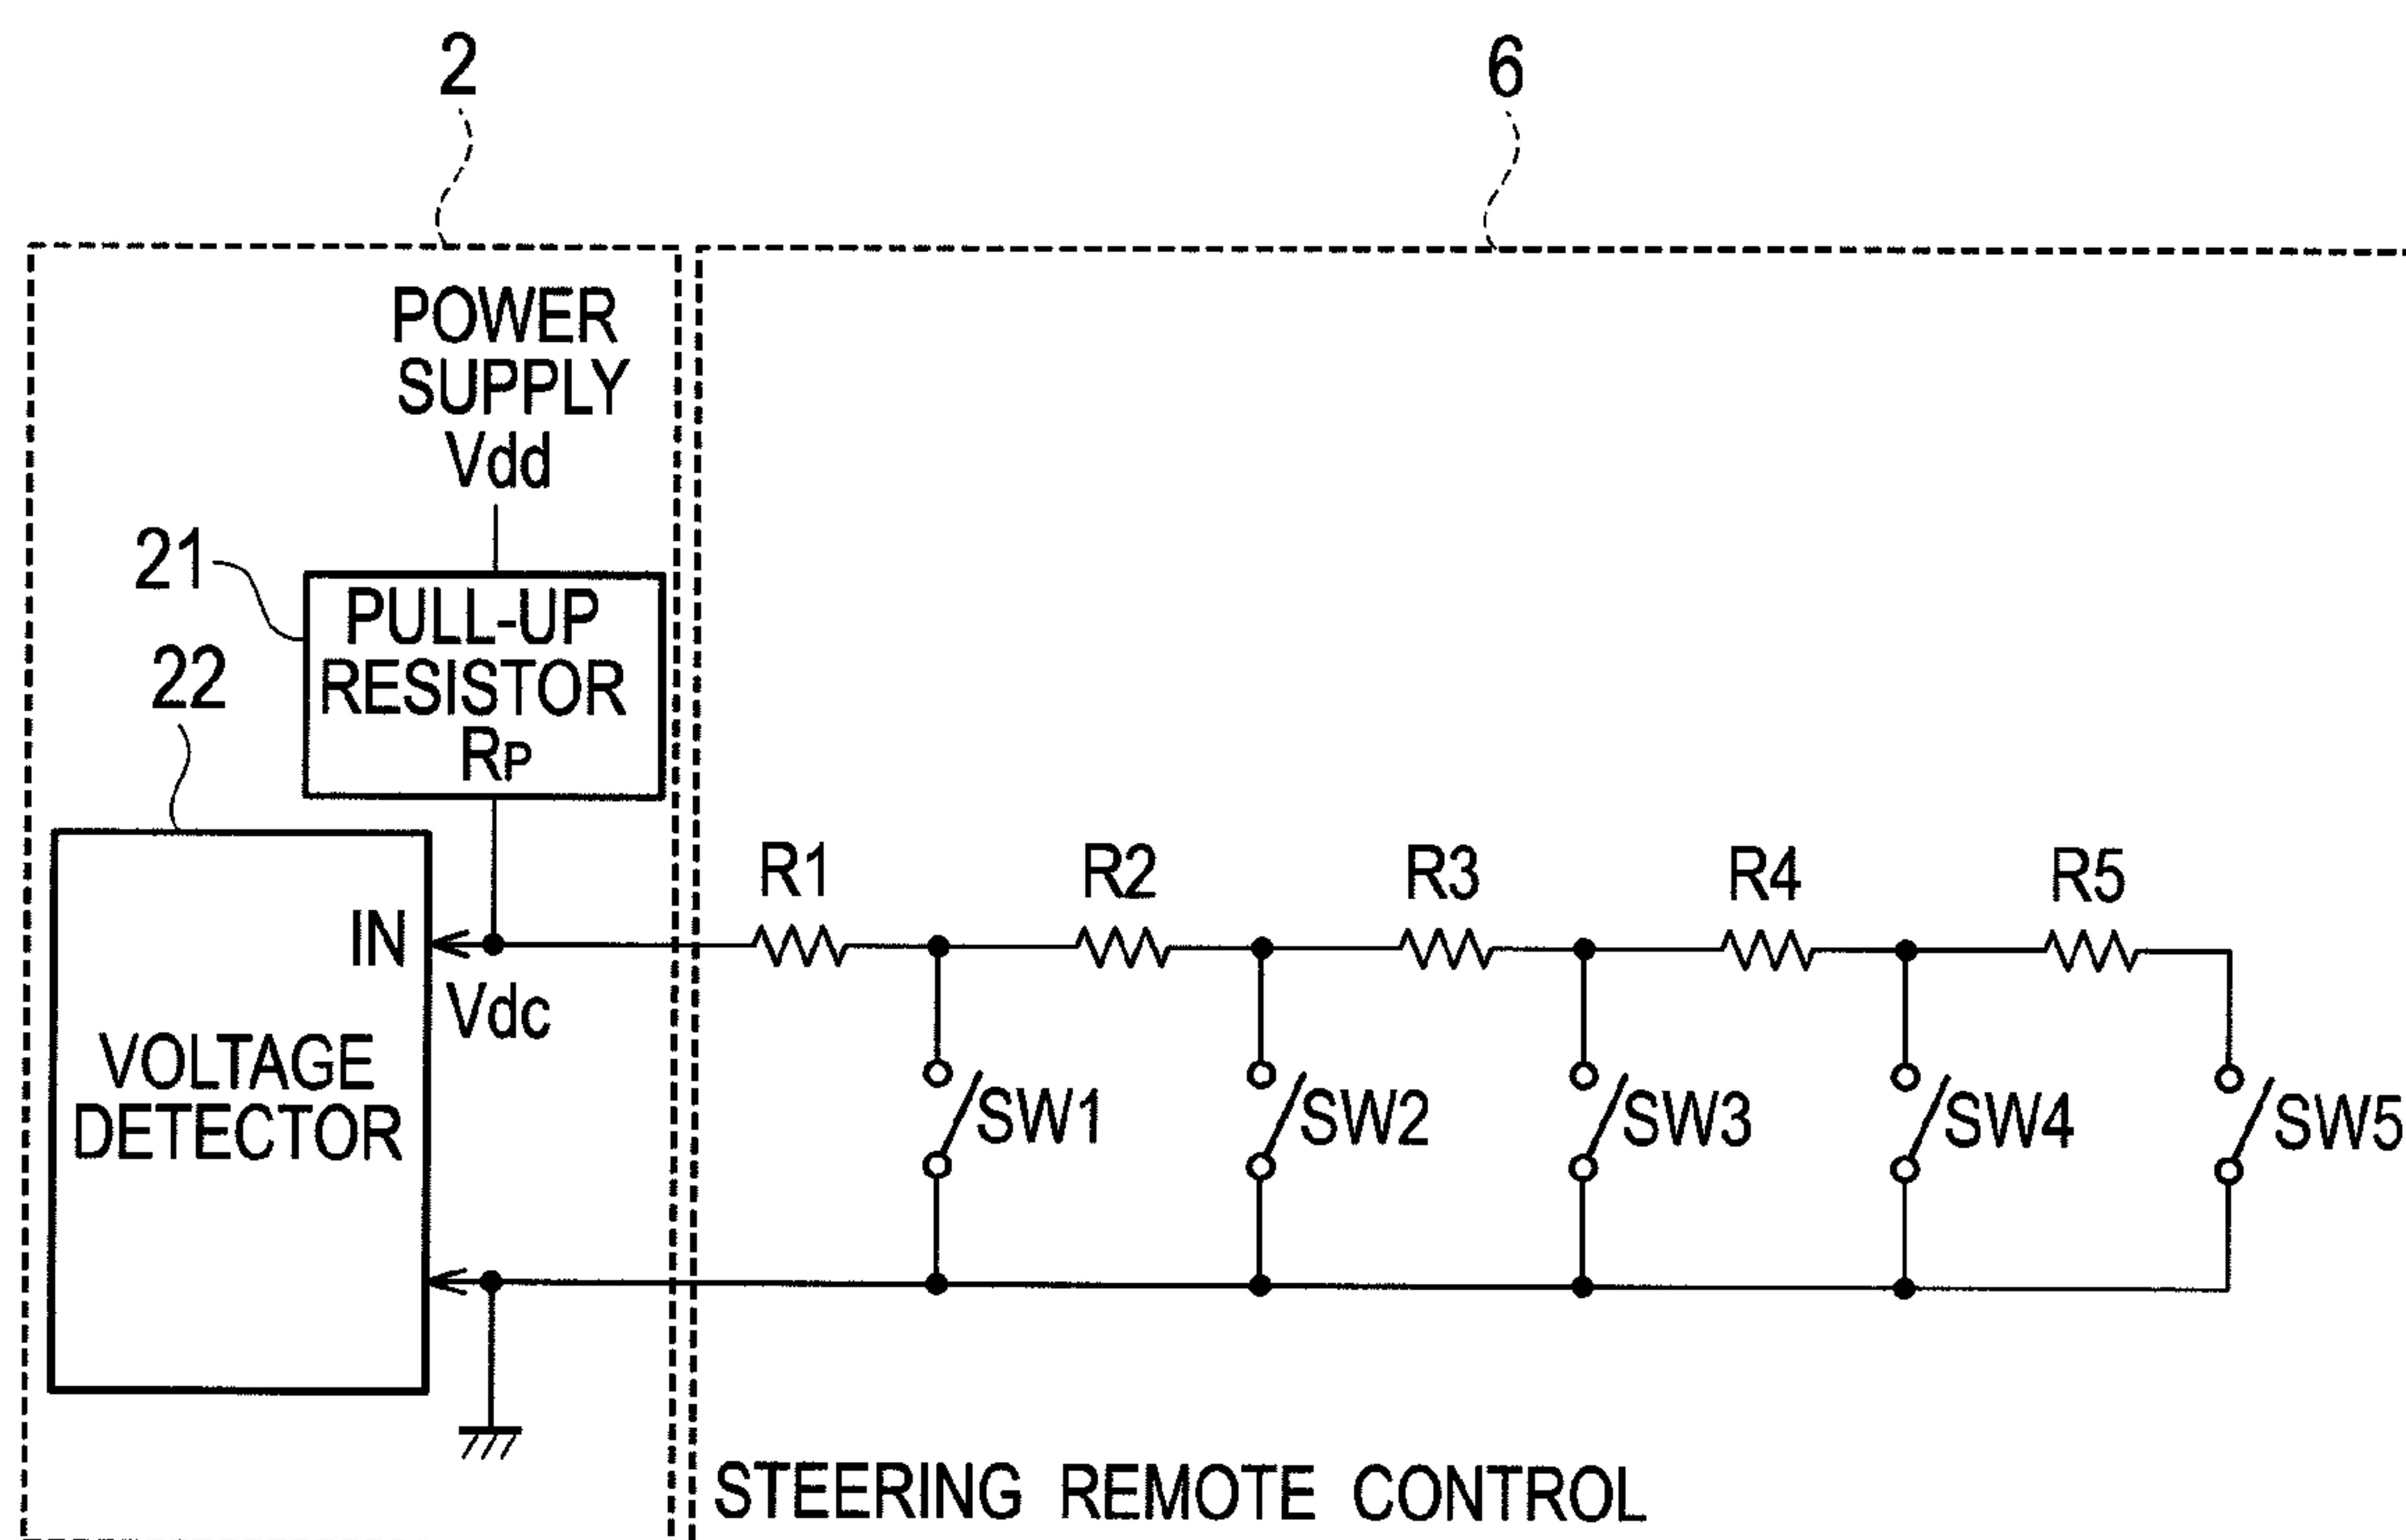 2
6
POWER
SUPPLY
Vdd
21
PULL-UP
RESISTOR
RP
22
IN
Vdc
VOLTAGE
DETECTOR
R1
R2
R3
R4
R5
SW1
SW2
SW3
SW4
SW5
STEERING REMOTE CONTROL